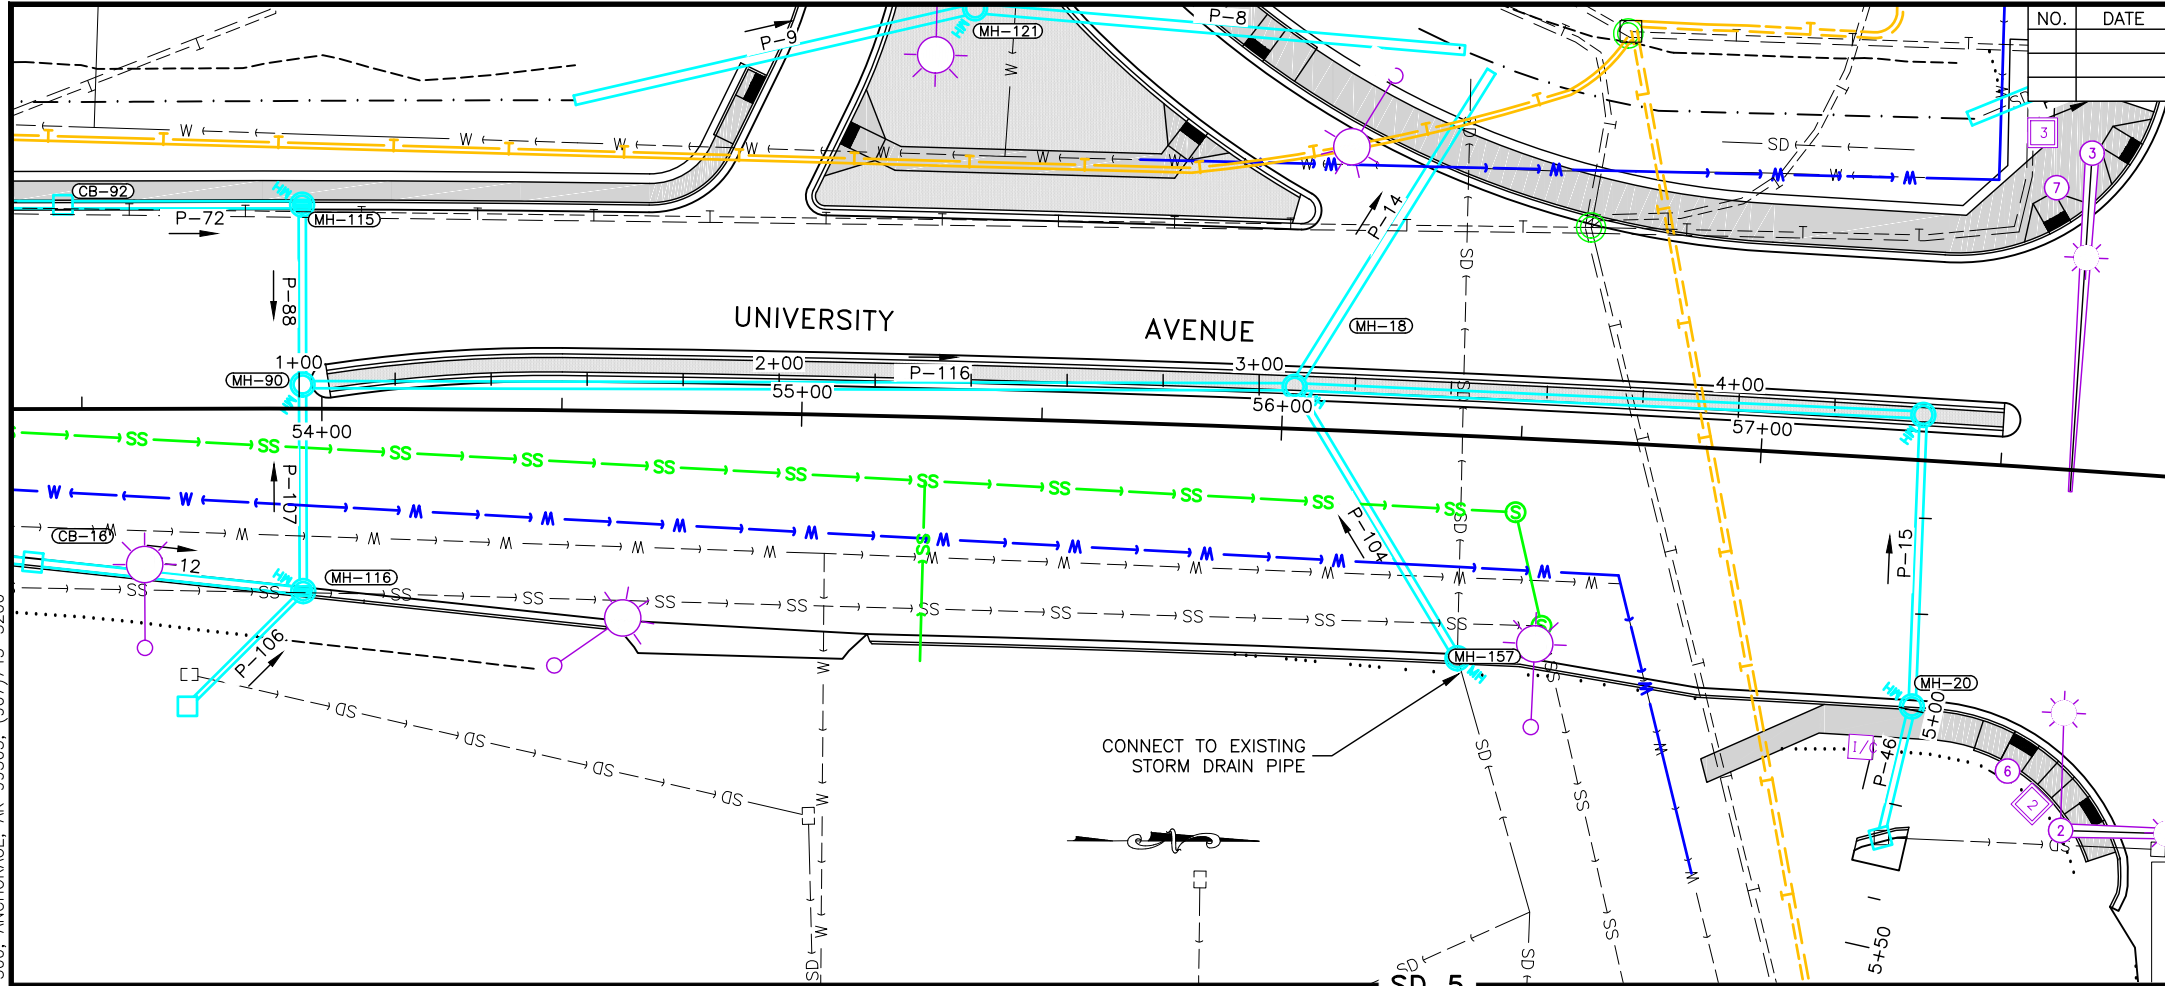 NO. DATE
P-9
MH-121
P-8
W
T
SD
3
3
7
CB-92
P-72
MH-115
P-14
P-88
UNIVERSITY AVENUE
MH-18
1+00
2+00
3+00
4+00
MH-90
P-116
54+00
55+00
56+00
57+00
SS
W
P-107
CB-16
12
MH-116
P-104
P-15
P-106
MH-157
MH-20
5+00
CONNECT TO EXISTING
STORM DRAIN PIPE
P-46
I/C
6
2
2
SD
SS
5+50
SD 5